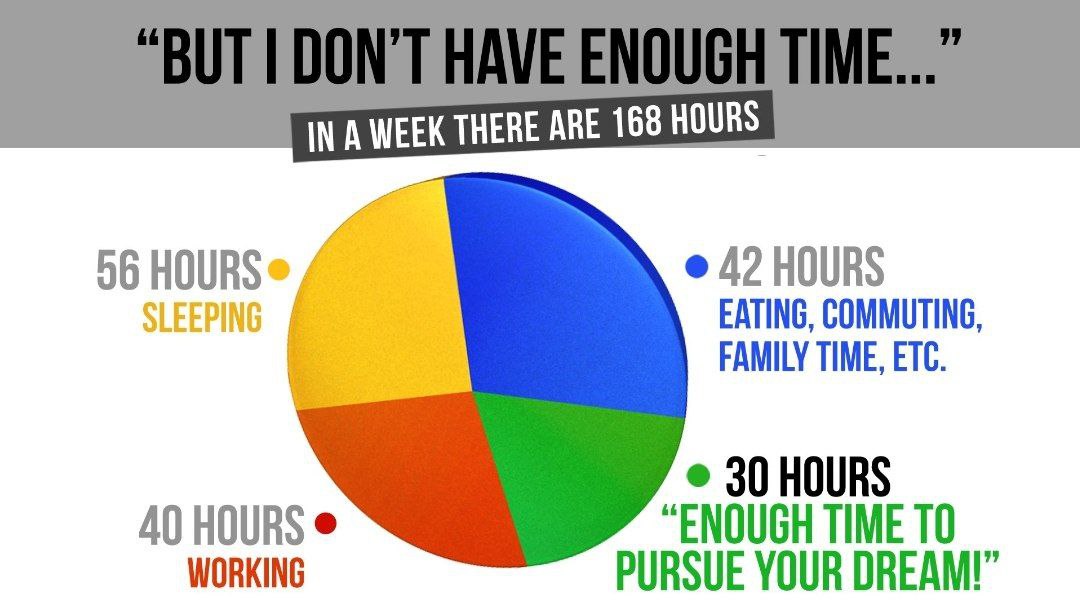 “BUT I DON’T HAVE ENOUGH TIME...”
IN A WEEK THERE ARE 168 HOURS
56 HOURS
SLEEPING
42 HOURS
EATING, COMMUTING,
FAMILY TIME, ETC.
40 HOURS
WORKING
30 HOURS
“ENOUGH TIME TO
PURSUE YOUR DREAM!”